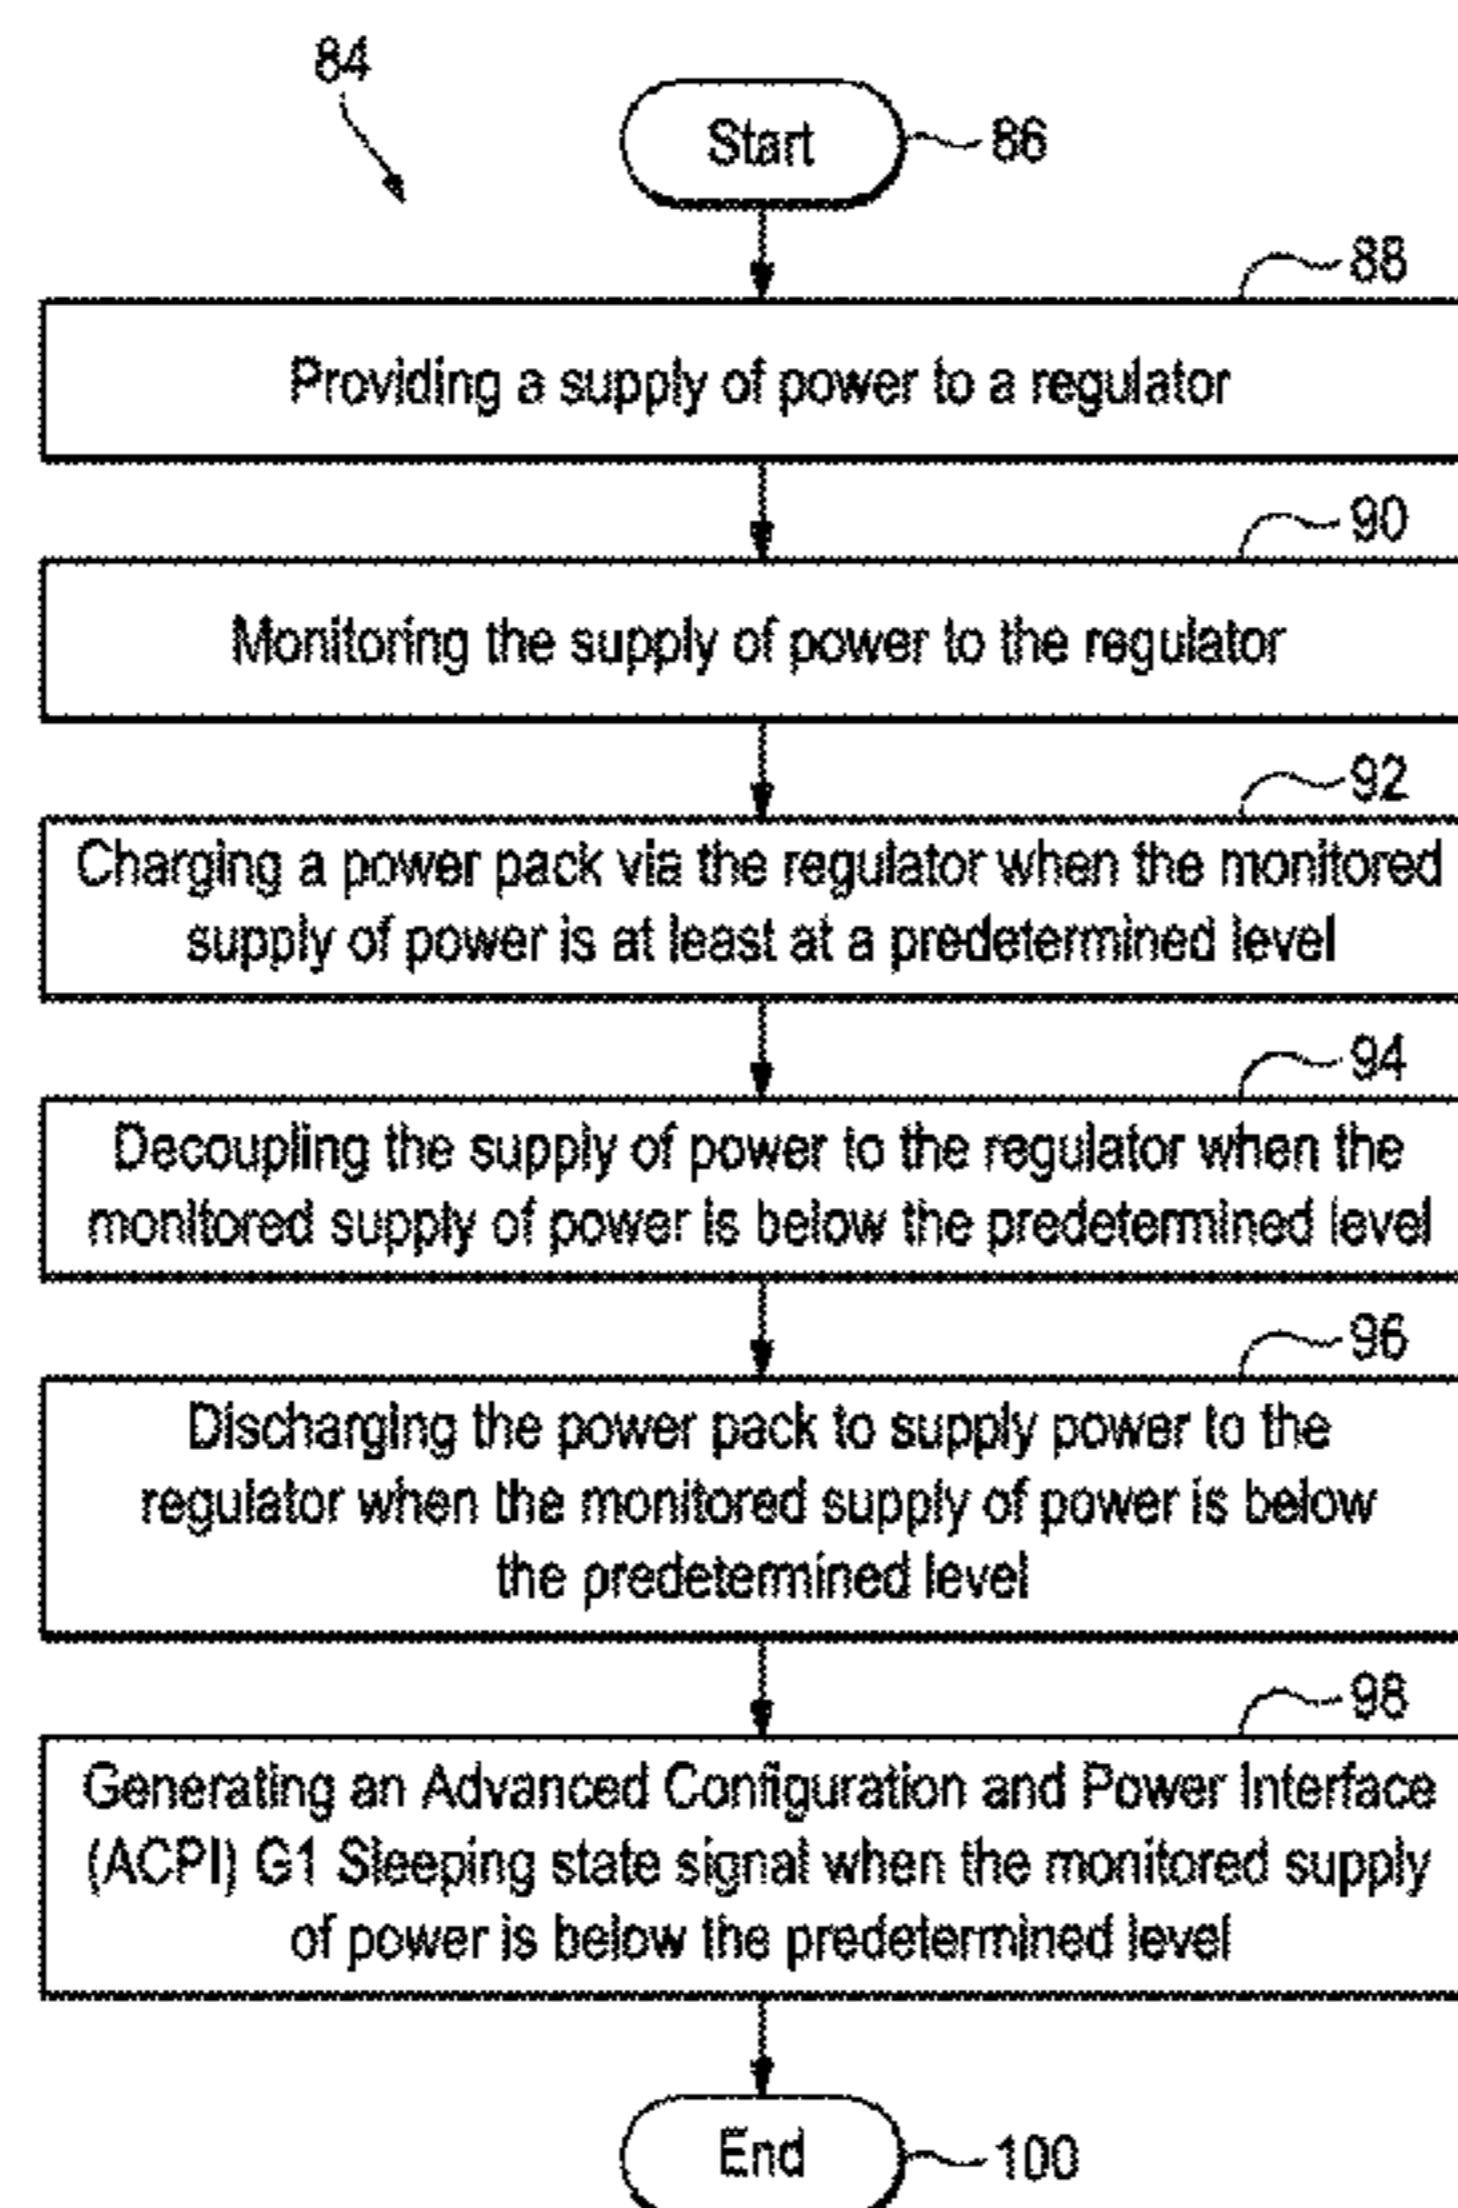 84
Start
86
88
Providing a supply of power to a regulator
90
Monitoring the supply of power to the regulator
92
Charging a power pack via the regulator when the monitored
supply of power is at least at a predetermined level
94
Decoupling the supply of power to the regulator when the
monitored supply of power is below the predetermined level
96
Discharging the power pack to supply power to the
regulator when the monitored supply of power is below
the predetermined level
98
Generating an Advanced Configuration and Power Interface
(ACPI) G1 Sleeping state signal when the monitored supply
of power is below the predetermined level
End
100